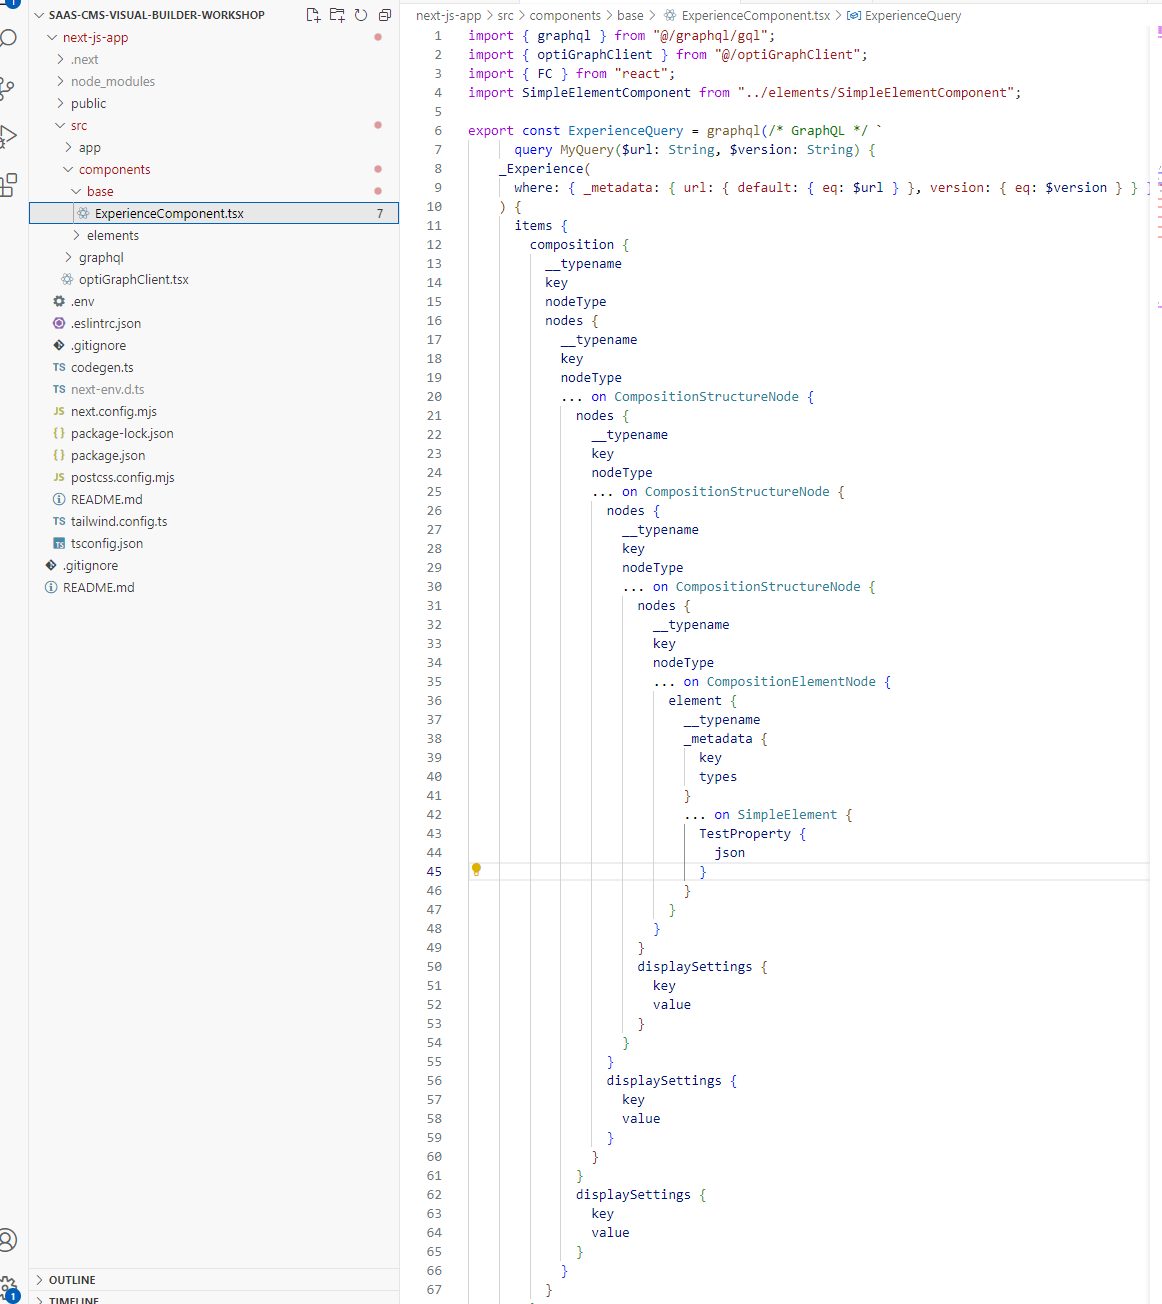 SAAS-CMS-VISUAL-BUILDER-WORKSHOP
next-js-app
.next
node_modules
public
src
app
components
base
ExperienceComponent.tsx 7
elements
graphql
optiGraphClient.tsx
.env
.eslintrc.json
.gitignore
TS codegen.ts
TS next-env.d.ts
JS next.config.mjs
{} package-lock.json
{} package.json
JS postcss.config.mjs
README.md
TS tailwind.config.ts
TS tsconfig.json
.gitignore
README.md
OUTLINE
TIMELINE
1
1
next-js-app > src > components > base > ExperienceComponent.tsx > ExperienceQuery
1 import { graphql } from "@/graphql/gql";
2 import { optiGraphClient } from "@/optiGraphClient";
3 import { FC } from "react";
4 import SimpleElementComponent from "../elements/SimpleElementComponent";
5
6 export const ExperienceQuery = graphql(/* GraphQL */ `
7 query MyQuery($url: String, $version: String) {
8 _Experience(
9 where: { _metadata: { url: { default: { eq: $url } }, version: { eq: $version } } }
10 ) {
11 items {
12 composition {
13 __typename
14 key
15 nodeType
16 nodes {
17 __typename
18 key
19 nodeType
20 ... on CompositionStructureNode {
21 nodes {
22 __typename
23 key
24 nodeType
25 ... on CompositionStructureNode {
26 nodes {
27 __typename
28 key
29 nodeType
30 ... on CompositionStructureNode {
31 nodes {
32 __typename
33 key
34 nodeType
35 ... on CompositionElementNode {
36 element {
37 __typename
38 _metadata {
39 key
40 types
41 }
42 ... on SimpleElement {
43 TestProperty {
44 json
45 }
46 }
47 }
48 }
49 }
50 displaySettings {
51 key
52 value
53 }
54 }
55 }
56 displaySettings {
57 key
58 value
59 }
60 }
61 }
62 displaySettings {
63 key
64 value
65 }
66 }
67 }